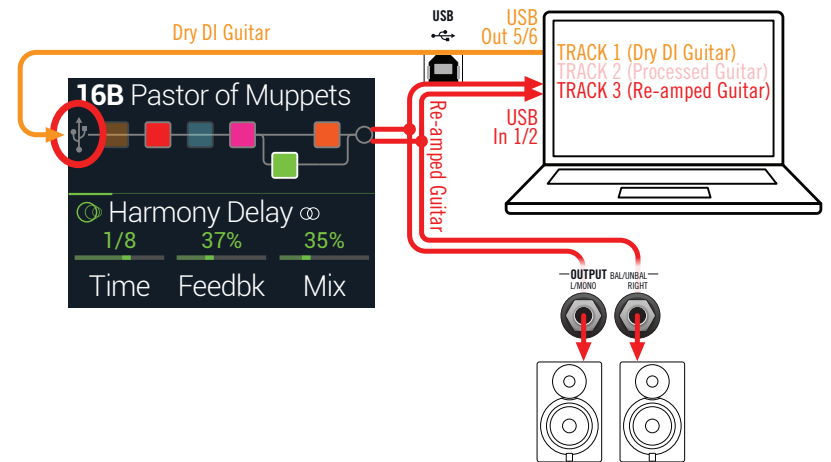 Dry DI Guitar
USB
USB
Out 5/6
TRACK 1 (Dry DI Guitar)
TRACK 2 (Processed Guitar)
TRACK 3 (Re-amped Guitar)
USB
In 1/2
Re-amped Guitar
16B Pastor of Muppets
Harmony Delay
1/8 37% 35%
Time Feedbk Mix
OUTPUT BAL/UNBAL
L/MONO RIGHT